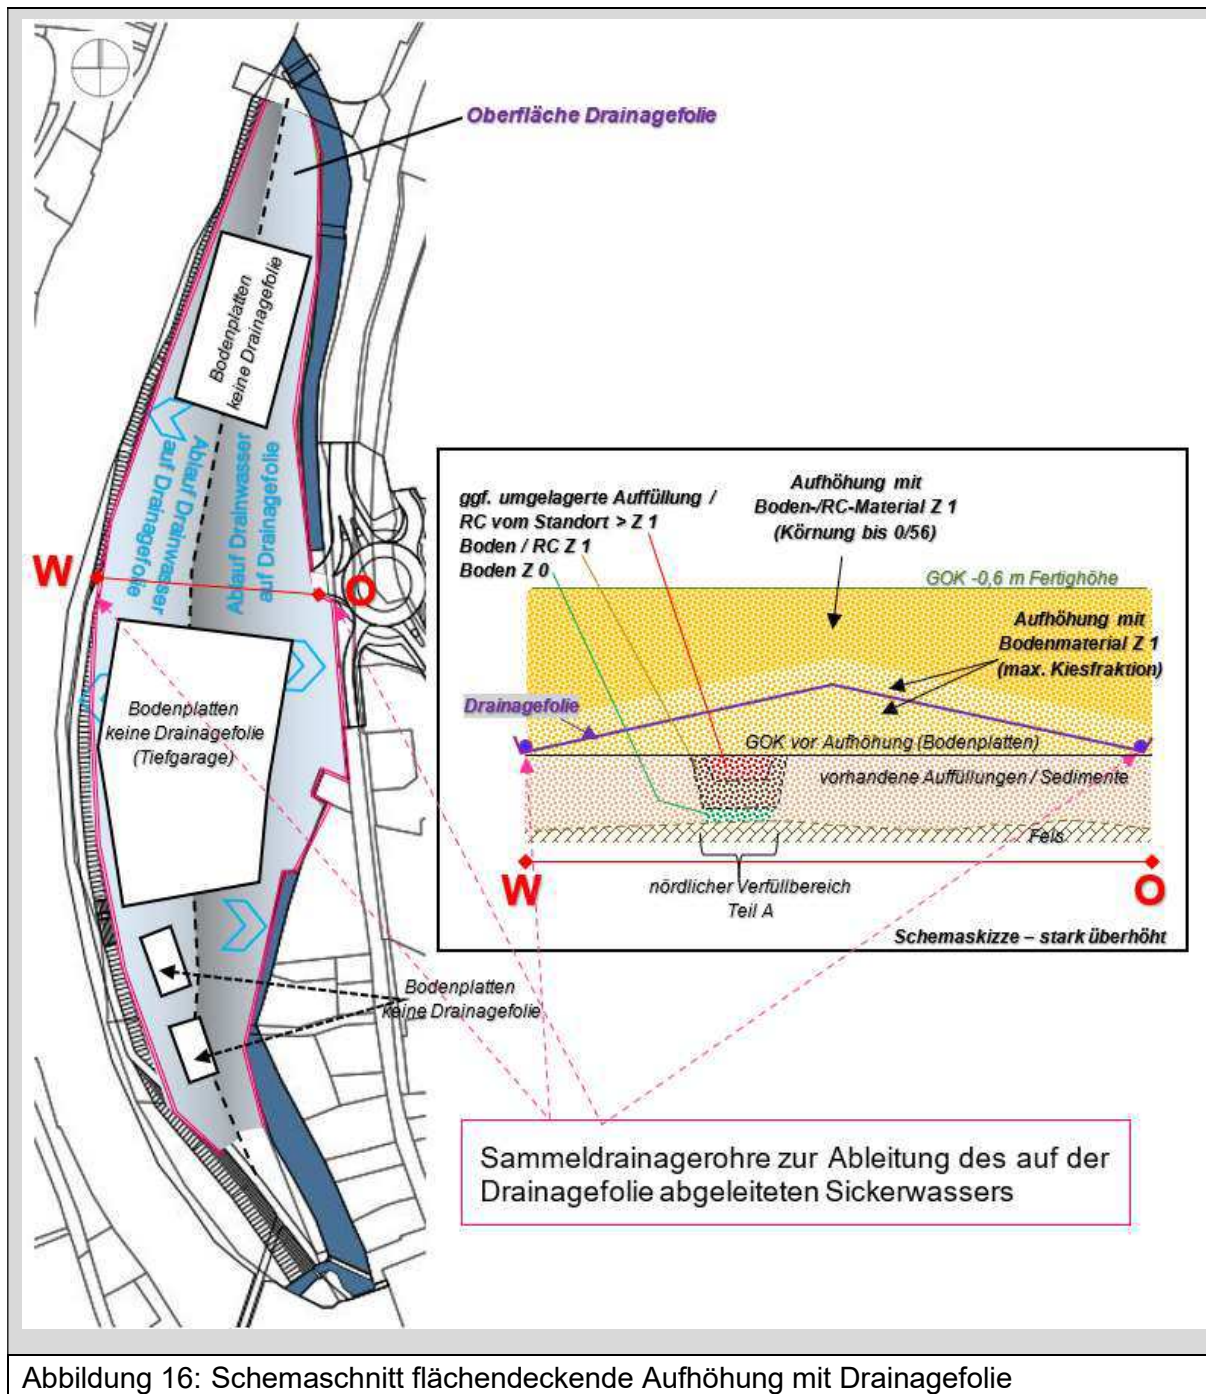 Oberfläche Drainagefolie
Bodenplatten
keine Drainagefolie
Ablauf Drainwasser
auf Drainagefolie
Ablauf Drainwasser
auf Drainagefolie
W
O
Bodenplatten
keine Drainagefolie
(Tiefgarage)
Bodenplatten
keine Drainagefolie
ggf. umgelagerte Auffüllung /
RC vom Standort > Z 1
Boden / RC Z 1
Boden Z 0
Aufhöhung mit
Boden-/RC-Material Z 1
(Körnung bis 0/56)
GOK -0,6 m Fertighöhe
Aufhöhung mit
Bodenmaterial Z 1
(max. Kiesfraktion)
Drainagefolie
GOK vor Aufhöhung (Bodenplatten)
vorhandene Auffüllungen / Sedimente
Fels
W
O
nördlicher Verfüllbereich
Teil A
Schemaskizze – stark überhöht
Sammeldrainagerohre zur Ableitung des auf der
Drainagefolie abgeleiteten Sickerwassers
Abbildung 16: Schemaschnitt flächendeckende Aufhöhung mit Drainagefolie